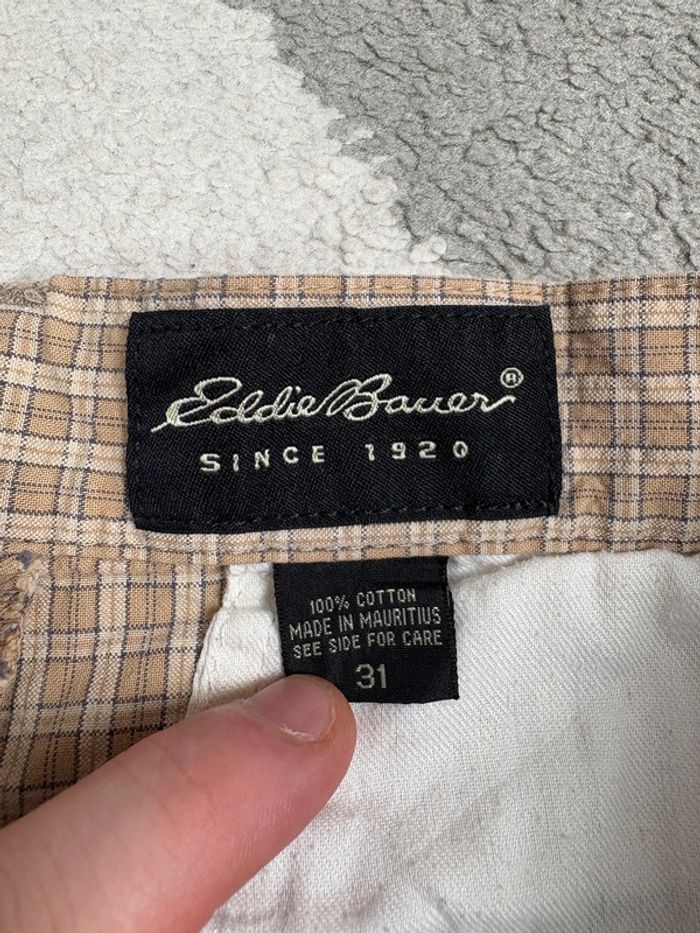 Eddie Bauer®
SINCE 1920
100% COTTON
MADE IN MAURITIUS
SEE SIDE FOR CARE
31